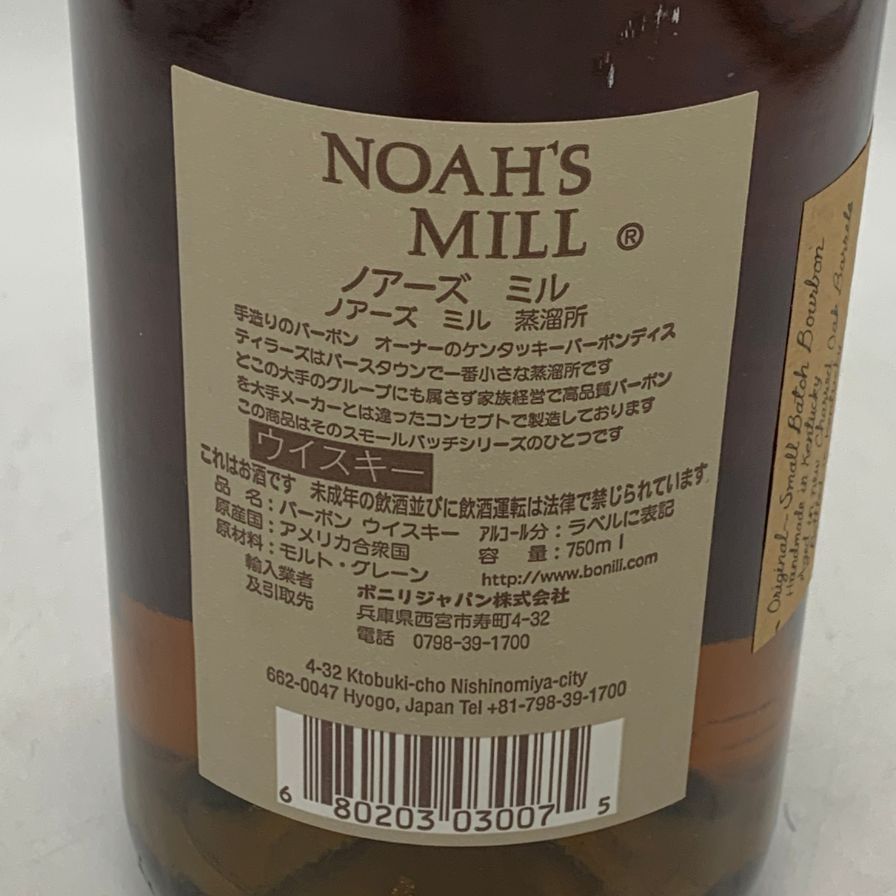 NOAH'S
MILL ®
ノアーズ ミル
ノアーズ ミル 蒸溜所
手造りのバーボン オーナーのケンタッキーバーボンディス
ティラーズはバースタウンで一番小さな蒸溜所です
とこの大手のグループにも属さず家族経営で高品質バーボン
を大手メーカーとは違ったコンセプトで製造しております
この商品はそのスモールバッチシリーズのひとつです
ウイスキー
これはお酒です 未成年の飲酒並びに飲酒運転は法律で禁じられています
品 名：バーボン ウイスキー アルコール分：ラベルに表記
原産国：アメリカ合衆国 容 量：750ml
原材料：モルト・グレーン http://www.bonili.com
輸入業者 ボニリジャパン株式会社
及引取先 兵庫県西宮市寿町4-32
電話 0798-39-1700
4-32 Ktobuki-cho Nishinomiya-city
662-0047 Hyogo, Japan Tel +81-798-39-1700
6 80203 03007 5
Original~Small Batch Bourbon
Handmade in Kentucky
Aged in new Charred Oak Barrels